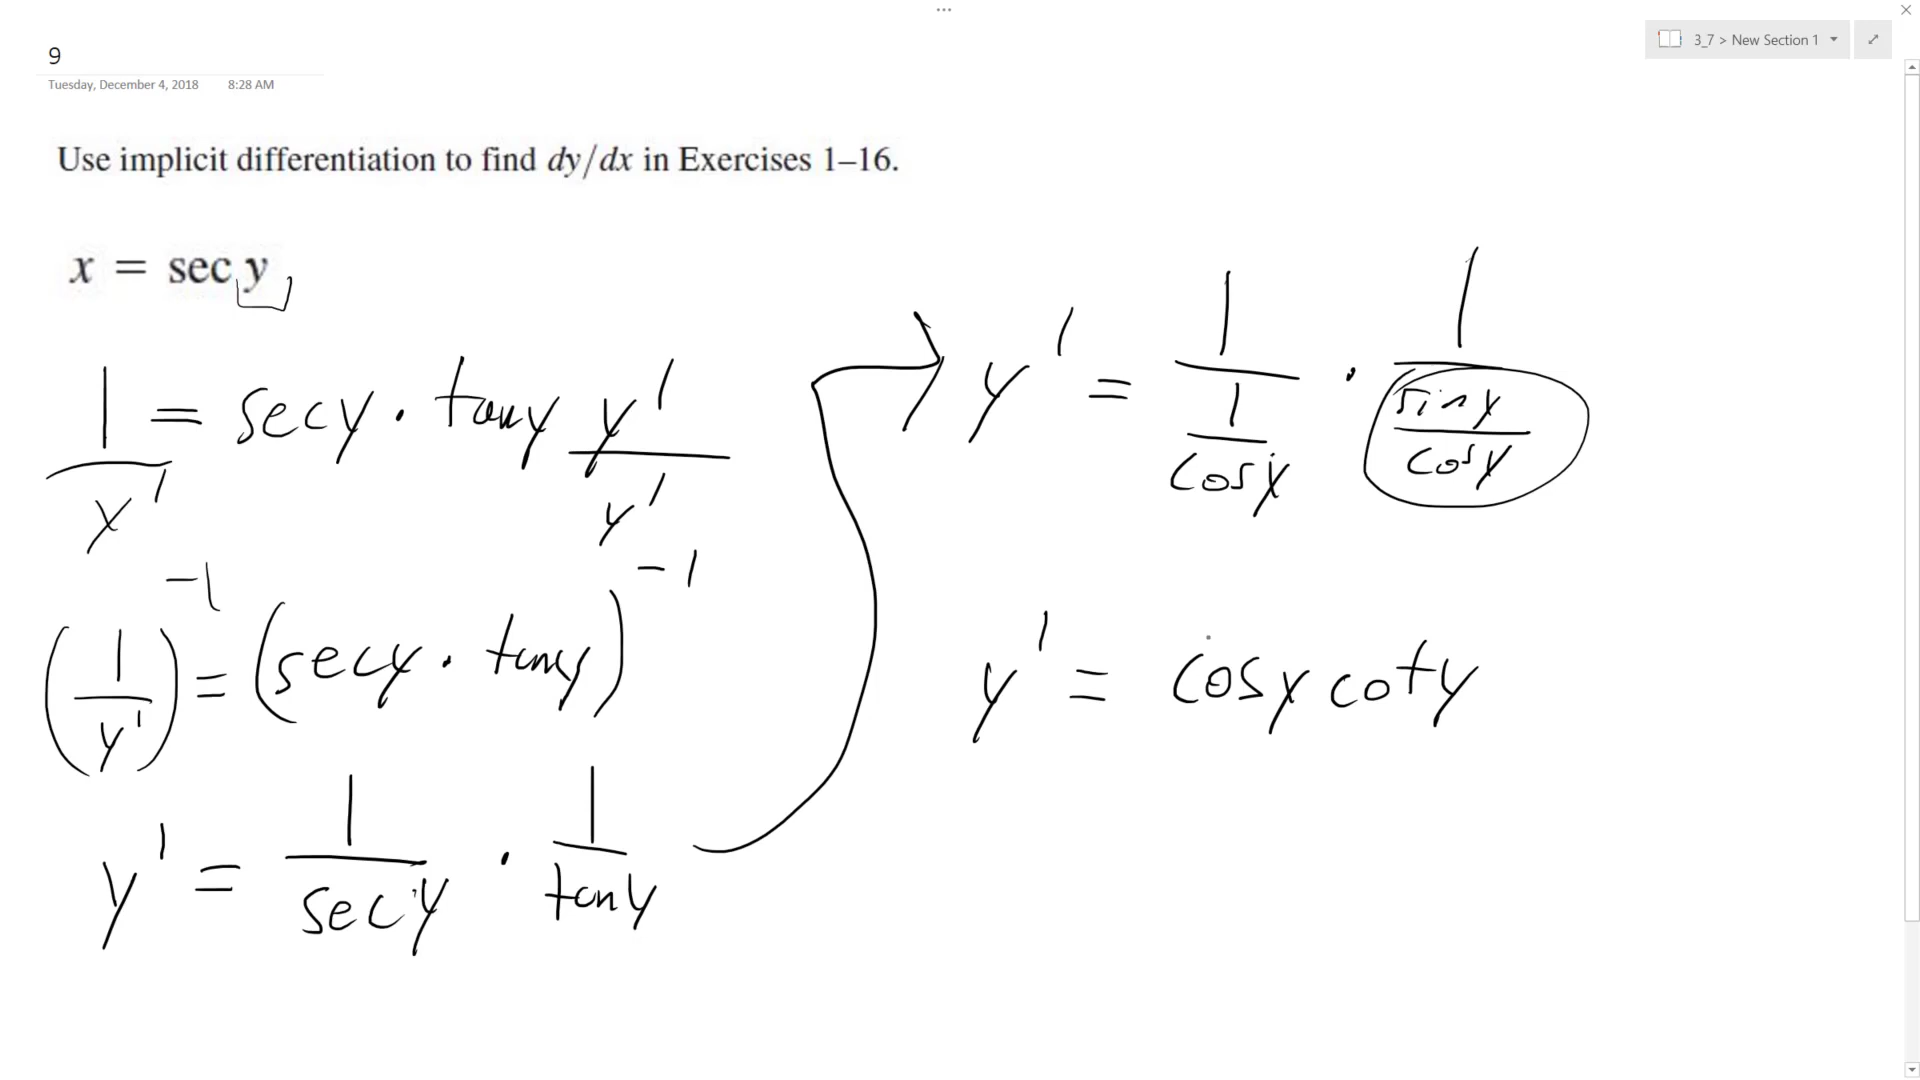 3_7 > New Section 1
9
Tuesday, December 4, 2018 8:28 AM
Use implicit differentiation to find dy/dx in Exercises 1–16.
x = sec y
1/y' = sec y · tan y y'/y'
(1/y')^-1 = (sec y · tan y)^-1
y' = 1/sec y · 1/tan y
y' = 1/(1/cos y) · 1/(sin y/cos y)
y' = cos y cot y